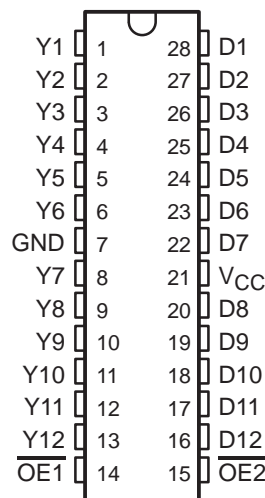 Y1 1 28 D1
Y2 2 27 D2
Y3 3 26 D3
Y4 4 25 D4
Y5 5 24 D5
Y6 6 23 D6
GND 7 22 D7
Y7 8 21 VCC
Y8 9 20 D8
Y9 10 19 D9
Y10 11 18 D10
Y11 12 17 D11
Y12 13 16 D12
O̅E̅1̅ 14 15 O̅E̅2̅